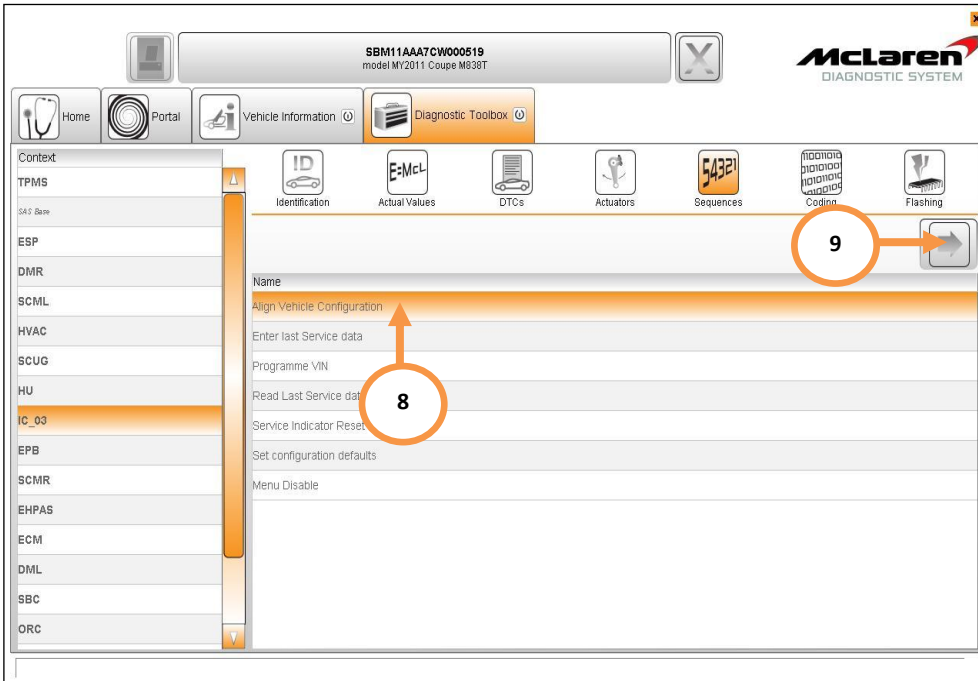 SBM11AAA7CW000519
model MY2011 Coupe M838T
McLaren
DIAGNOSTIC SYSTEM
Home
Portal
Vehicle Information
Diagnostic Toolbox
Context
TPMS
SAS Base
ESP
DMR
SCML
HVAC
SCUG
HU
IC_03
EPB
SCMR
EHPAS
ECM
DML
SBC
ORC
ID
Identification
E=McL
Actual Values
DTCs
Actuators
54321
Sequences
Coding
Flashing
9
Name
Align Vehicle Configuration
Enter last Service data
Programme VIN
Read Last Service dat
8
Service Indicator Reset
Set configuration defaults
Menu Disable